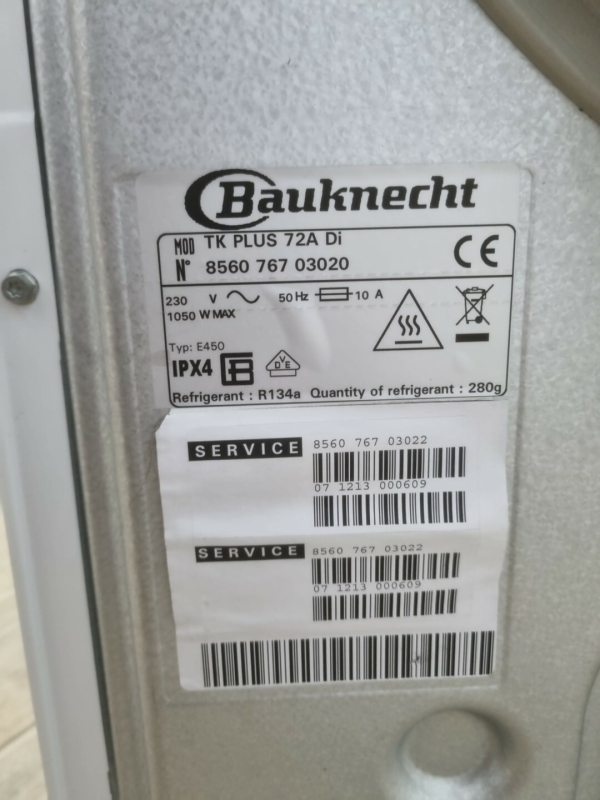 Bauknecht
MOD TK PLUS 72A Di
N° 8560 767 03020
CE
230 V 50 Hz 10 A
1050 W MAX
Typ: E450
IPX4
VDE
Refrigerant : R134a Quantity of refrigerant : 280g
SERVICE 8560 767 03022
07 1213 000609
SERVICE 8560 767 03022
07 1213 000609